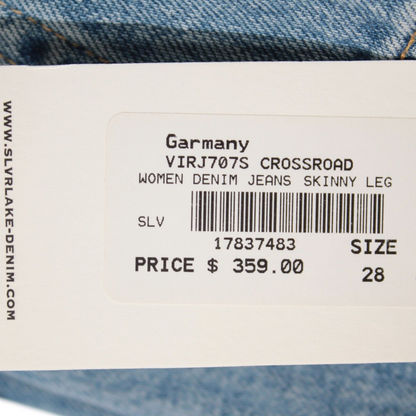 WWW.SLVRLAKE-DENIM.COM
Garmany
VIRJ707S CROSSROAD
WOMEN DENIM JEANS SKINNY LEG
SLV
17837483
SIZE
PRICE $ 359.00
28